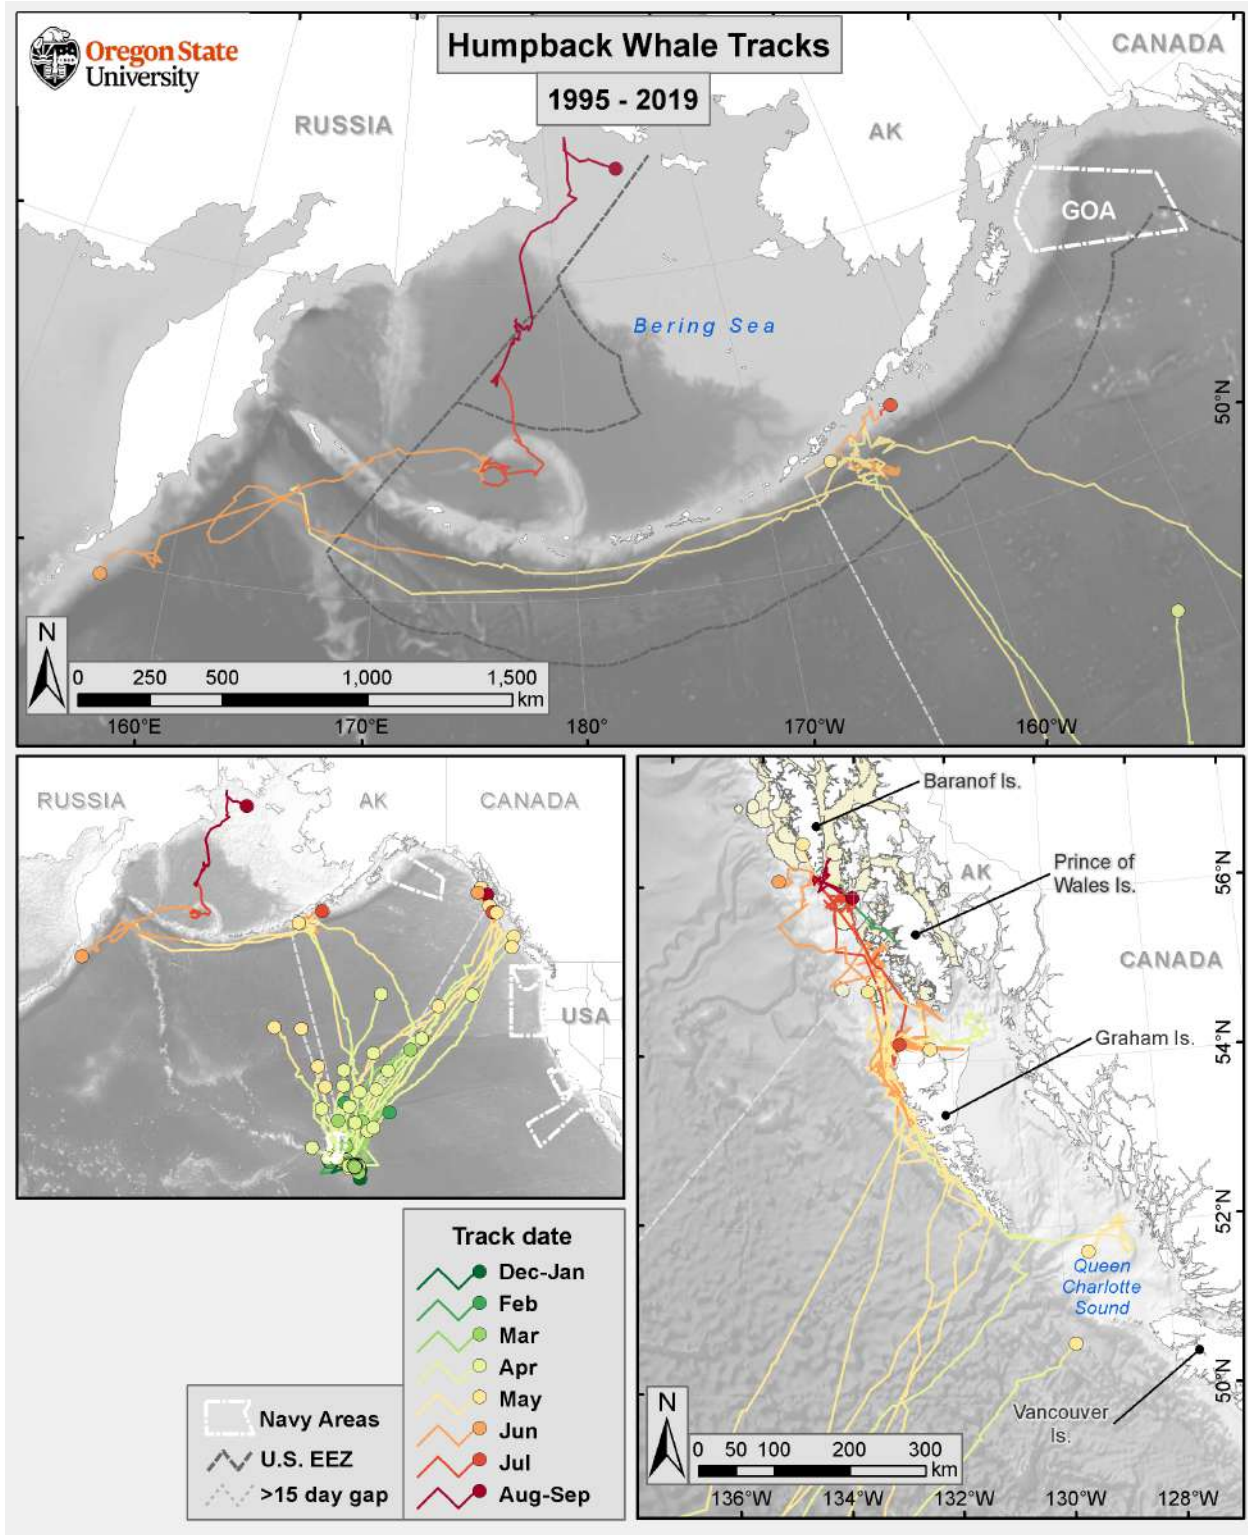 Oregon State
University
Humpback Whale Tracks
1995 - 2019
CANADA
RUSSIA
AK
GOA
Bering Sea
50°N
N
0 250 500 1,000 1,500
km
160°E 170°E 180° 170°W 160°W
RUSSIA
AK
CANADA
USA
Baranof Is.
Prince of
Wales Is.
AK
CANADA
Graham Is.
Queen
Charlotte
Sound
Vancouver
Is.
56°N
54°N
52°N
50°N
N
0 50 100 200 300
km
136°W 134°W 132°W 130°W 128°W
Track date
Dec-Jan
Feb
Mar
Apr
May
Jun
Jul
Aug-Sep
Navy Areas
U.S. EEZ
>15 day gap